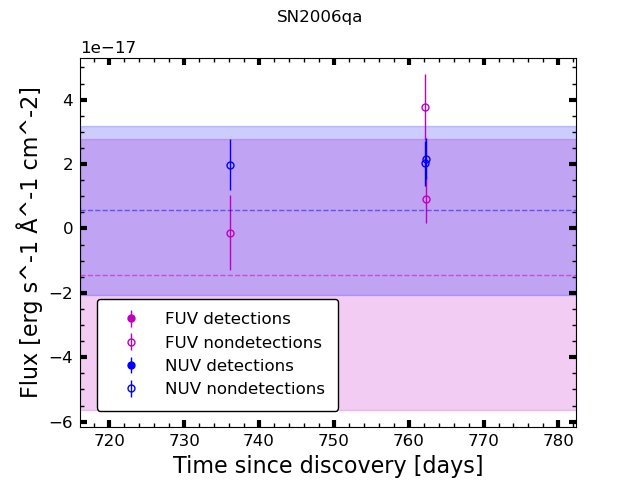 SN2006qa
1e−17
Flux [erg s^-1 Å^-1 cm^-2]
4
2
0
−2
−4
−6
FUV detections
FUV nondetections
NUV detections
NUV nondetections
720 730 740 750 760 770 780
Time since discovery [days]